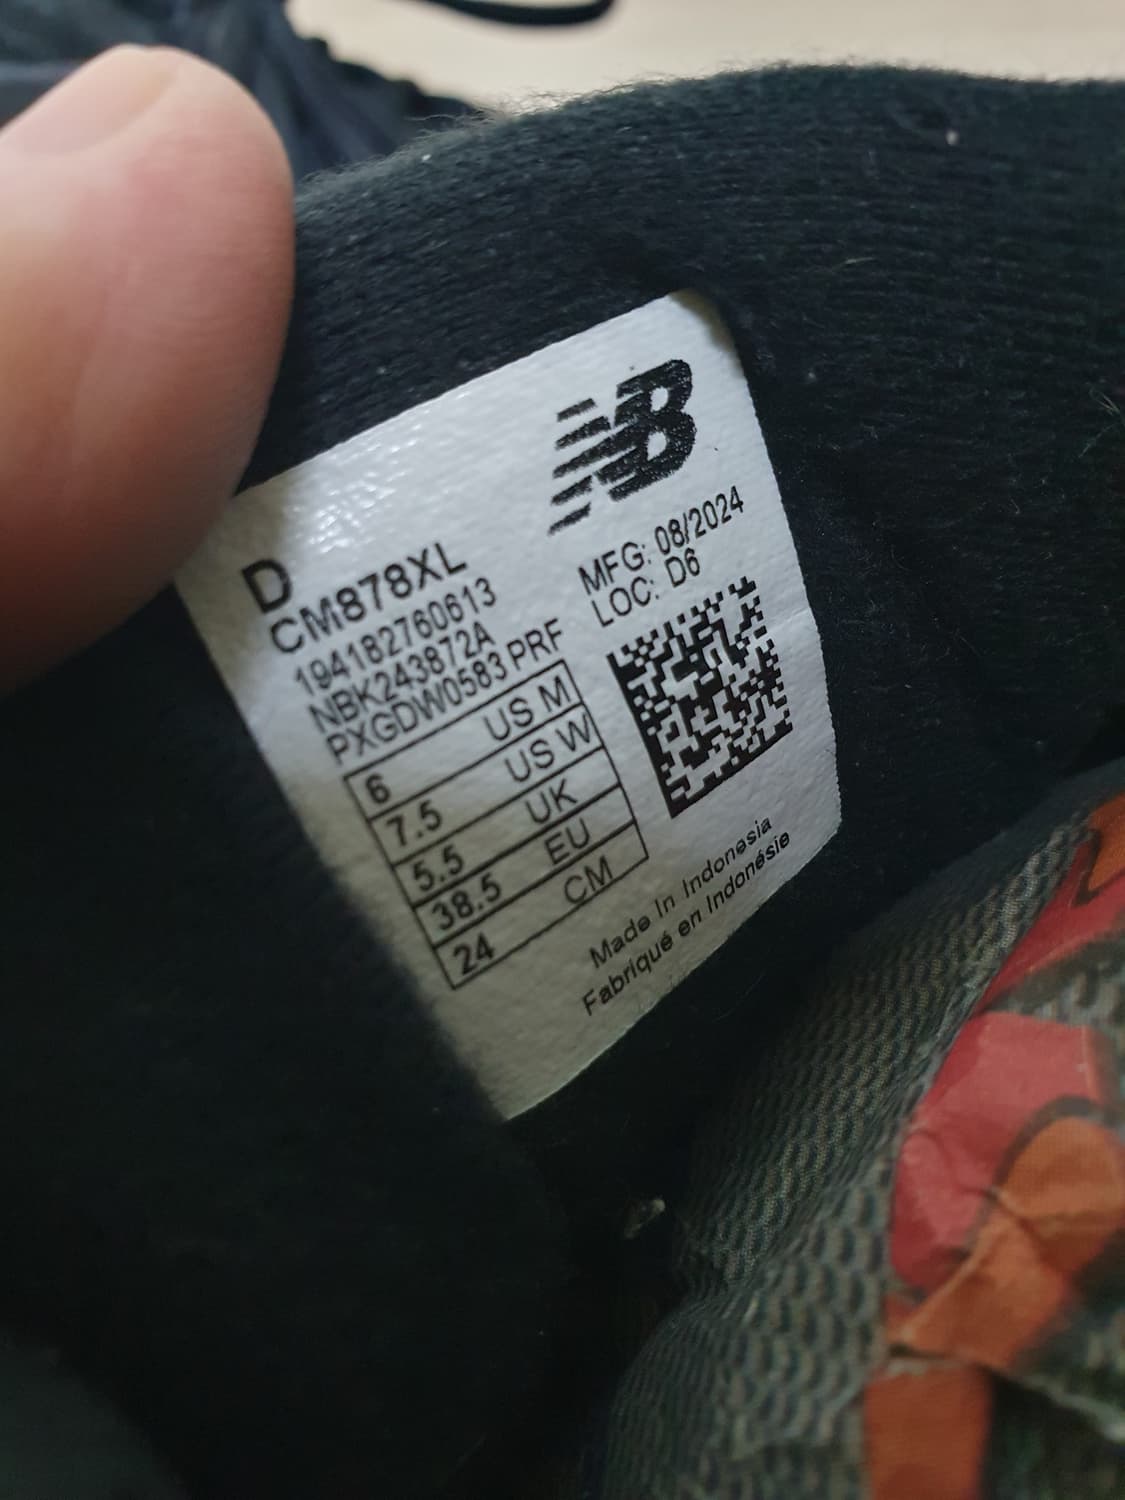 NB
D
CM878XL
194182760613
NBK243872A
PXGDW0583 PRF
6 US M
7.5 US W
5.5 UK
38.5 EU
24 CM
MFG: 08/2024
LOC: D6
Made In Indonesia
Fabriqué en Indonésie